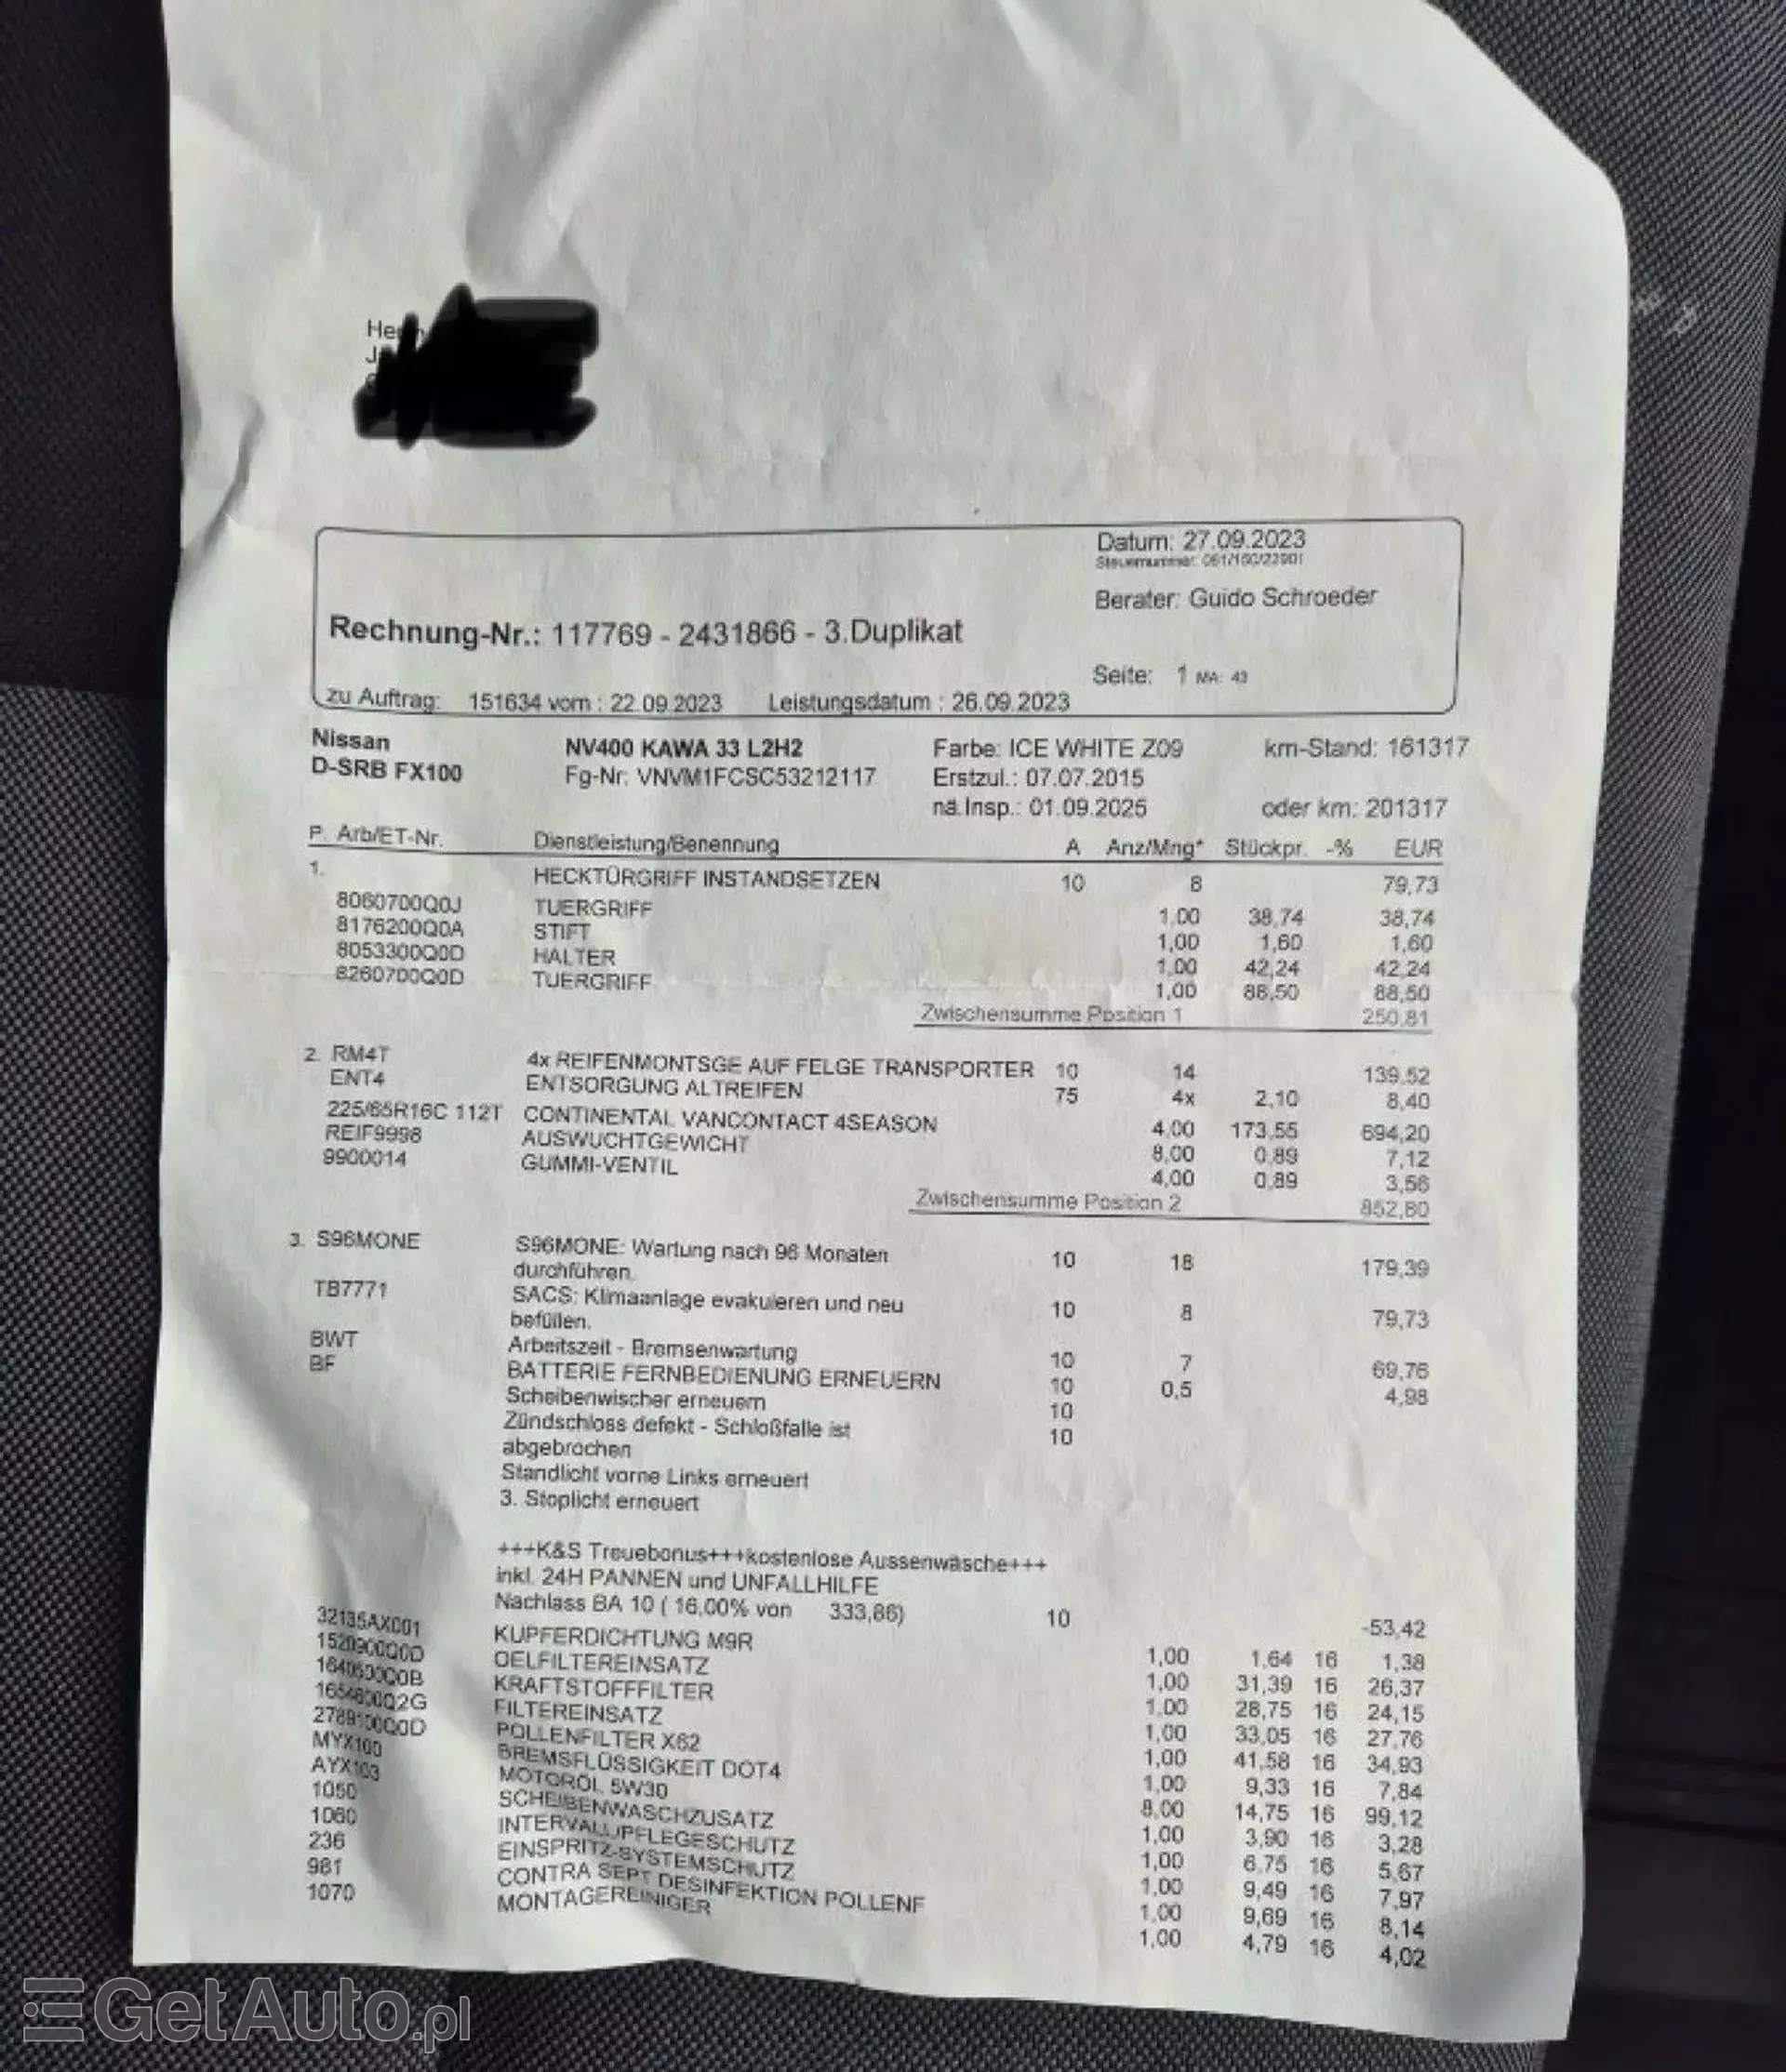 Datum: 27.09.2023
Berater: Guido Schroeder
Rechnung-Nr.: 117769 - 2431866 - 3.Duplikat
Seite: 1 MA: 43
zu Auftrag: 151634 vom : 22.09.2023 Leistungsdatum : 26.09.2023
Nissan NV400 KAWA 33 L2H2 Farbe: ICE WHITE Z09 km-Stand: 161317
D-SRB FX100 Fg-Nr: VNVM1FCSC53212117 Erstzul.: 07.07.2015
nä.Insp.: 01.09.2025 oder km: 201317
P. Arb/ET-Nr. Dienstleistung/Benennung A Anz/Mng* Stückpr. -% EUR
1. HECKTÜRGRIFF INSTANDSETZEN 10 8 79,73
8060700Q0J TUERGRIFF 1,00 38,74 38,74
8176200Q0A STIFT 1,00 1,60 1,60
8053300Q0D HALTER 1,00 42,24 42,24
8260700Q0D TUERGRIFF 1,00 88,50 88,50
Zwischensumme Position 1 250,81
2. RM4T 4x REIFENMONTSGE AUF FELGE TRANSPORTER 10 14 139,52
ENT4 ENTSORGUNG ALTREIFEN 75 4x 2,10 8,40
225/65R16C 112T CONTINENTAL VANCONTACT 4SEASON 4,00 173,55 694,20
REIF9998 AUSWUCHTGEWICHT 8,00 0,89 7,12
9900014 GUMMI-VENTIL 4,00 0,89 3,56
Zwischensumme Position 2 852,80
3. S96MONE S96MONE: Wartung nach 96 Monaten 10 18 179,39
durchführen.
TB7771 SACS: Klimaanlage evakuieren und neu 10 8 79,73
befüllen.
BWT Arbeitszeit - Bremsenwartung 10 7 69,76
BF BATTERIE FERNBEDIENUNG ERNEUERN 10 0,5 4,98
Scheibenwischer erneuern 10
Zündschloss defekt - Schloßfalle ist 10
abgebrochen
Standlicht vorne Links erneuert
3. Stoplicht erneuert
+++K&S Treuebonus+++kostenlose Aussenwäsche+++
inkl. 24H PANNEN und UNFALLHILFE
Nachlass BA 10 ( 16,00% von 333,86) 10 -53,42
32135AX001 KUPFERDICHTUNG M9R 1,00 1,64 16 1,38
1520900Q0D OELFILTEREINSATZ 1,00 31,39 16 26,37
1640500Q0B KRAFTSTOFFFILTER 1,00 28,75 16 24,15
1654600Q2G FILTEREINSATZ 1,00 33,05 16 27,76
2789100Q0D POLLENFILTER X62 1,00 41,58 16 34,93
MYX100 BREMSFLÜSSIGKEIT DOT4 1,00 9,33 16 7,84
AYX103 MOTORÖL 5W30 8,00 14,75 16 99,12
1050 SCHEIBENWASCHZUSATZ 1,00 3,90 16 3,28
1060 INTERVALL/PFLEGESCHUTZ 1,00 6,75 16 5,67
236 EINSPRITZ-SYSTEMSCHUTZ 1,00 9,49 16 7,97
981 CONTRA SEPT DESINFEKTION POLLENF 1,00 9,69 16 8,14
1070 MONTAGEREINIGER 1,00 4,79 16 4,02
GetAuto.pl